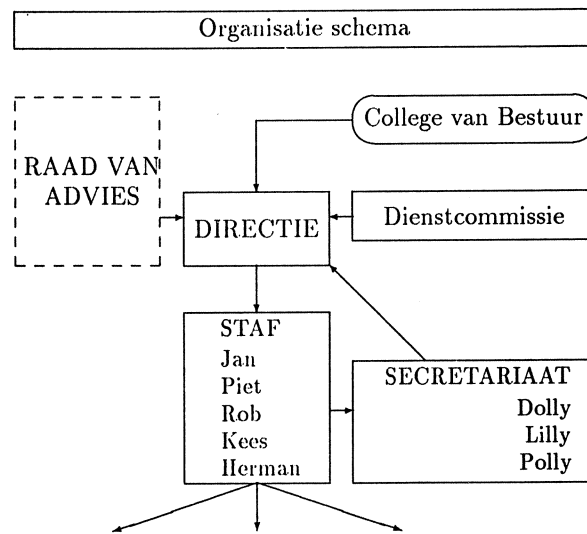 Organisatie schema
College van Bestuur
RAAD VAN
ADVIES
DIRECTIE
Dienstcommissie
STAF
Jan
Piet
Rob
Kees
Herman
SECRETARIAAT
Dolly
Lilly
Polly